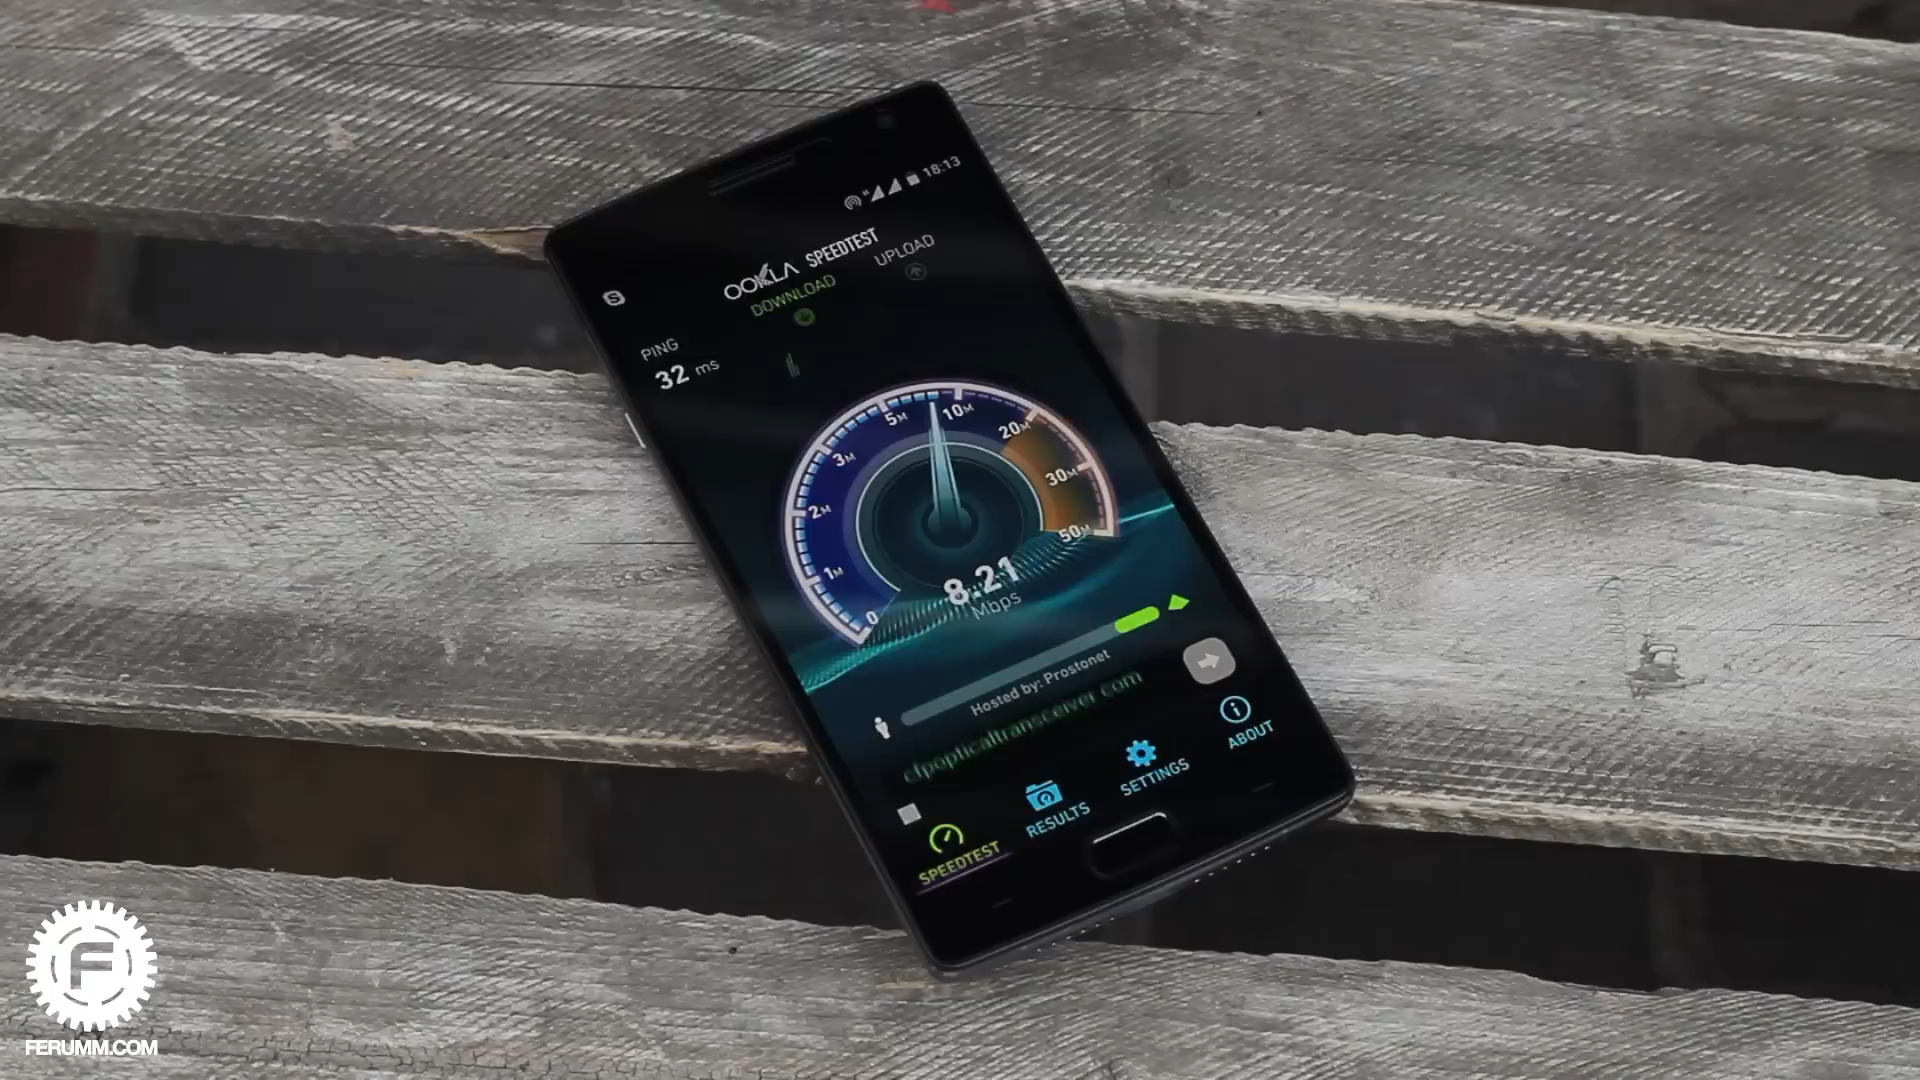 18:13
OOKLA SPEEDTEST
DOWNLOAD
UPLOAD
PING
32 ms
0
1M
2M
3M
5M
10M
20M
30M
50M
8.21
Mbps
Hosted by: Prostonet
cfpopticaltransceiver com
SPEEDTEST
RESULTS
SETTINGS
ABOUT
F
FERUMM.COM